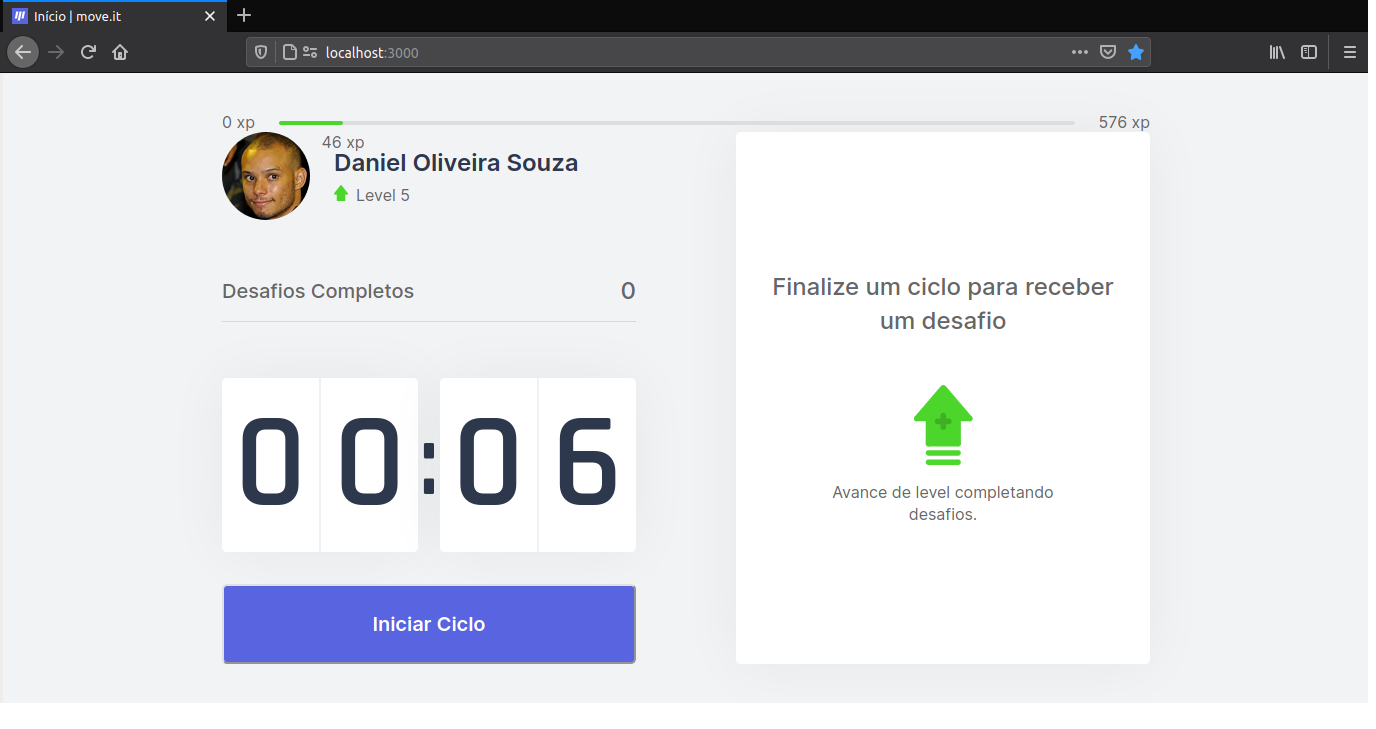 Início | move.it
localhost:3000
0 xp
576 xp
46 xp
Daniel Oliveira Souza
Level 5
Desafios Completos 0
00:06
Iniciar Ciclo
Finalize um ciclo para receber
um desafio
Avance de level completando
desafios.